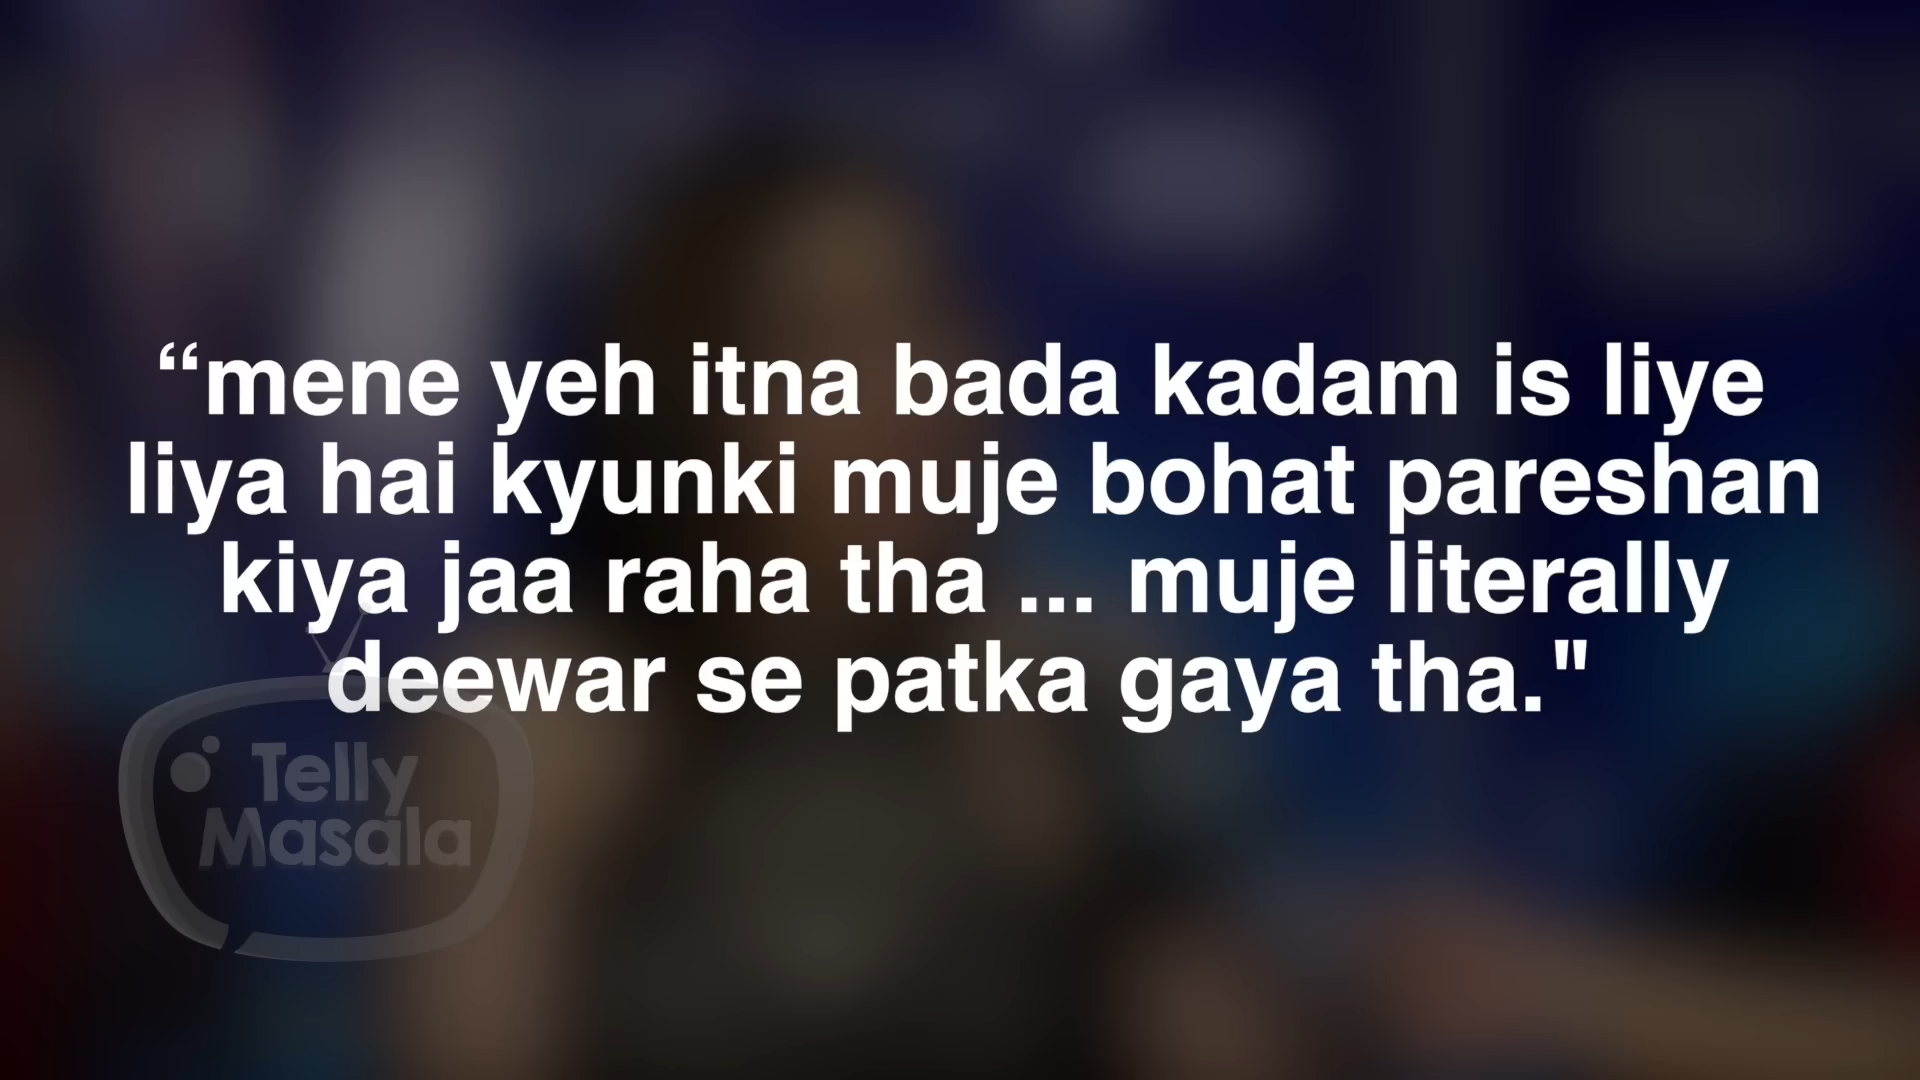 “mene yeh itna bada kadam is liye
liya hai kyunki muje bohat pareshan
kiya jaa raha tha ... muje literally
deewar se patka gaya tha."
Telly
Masala